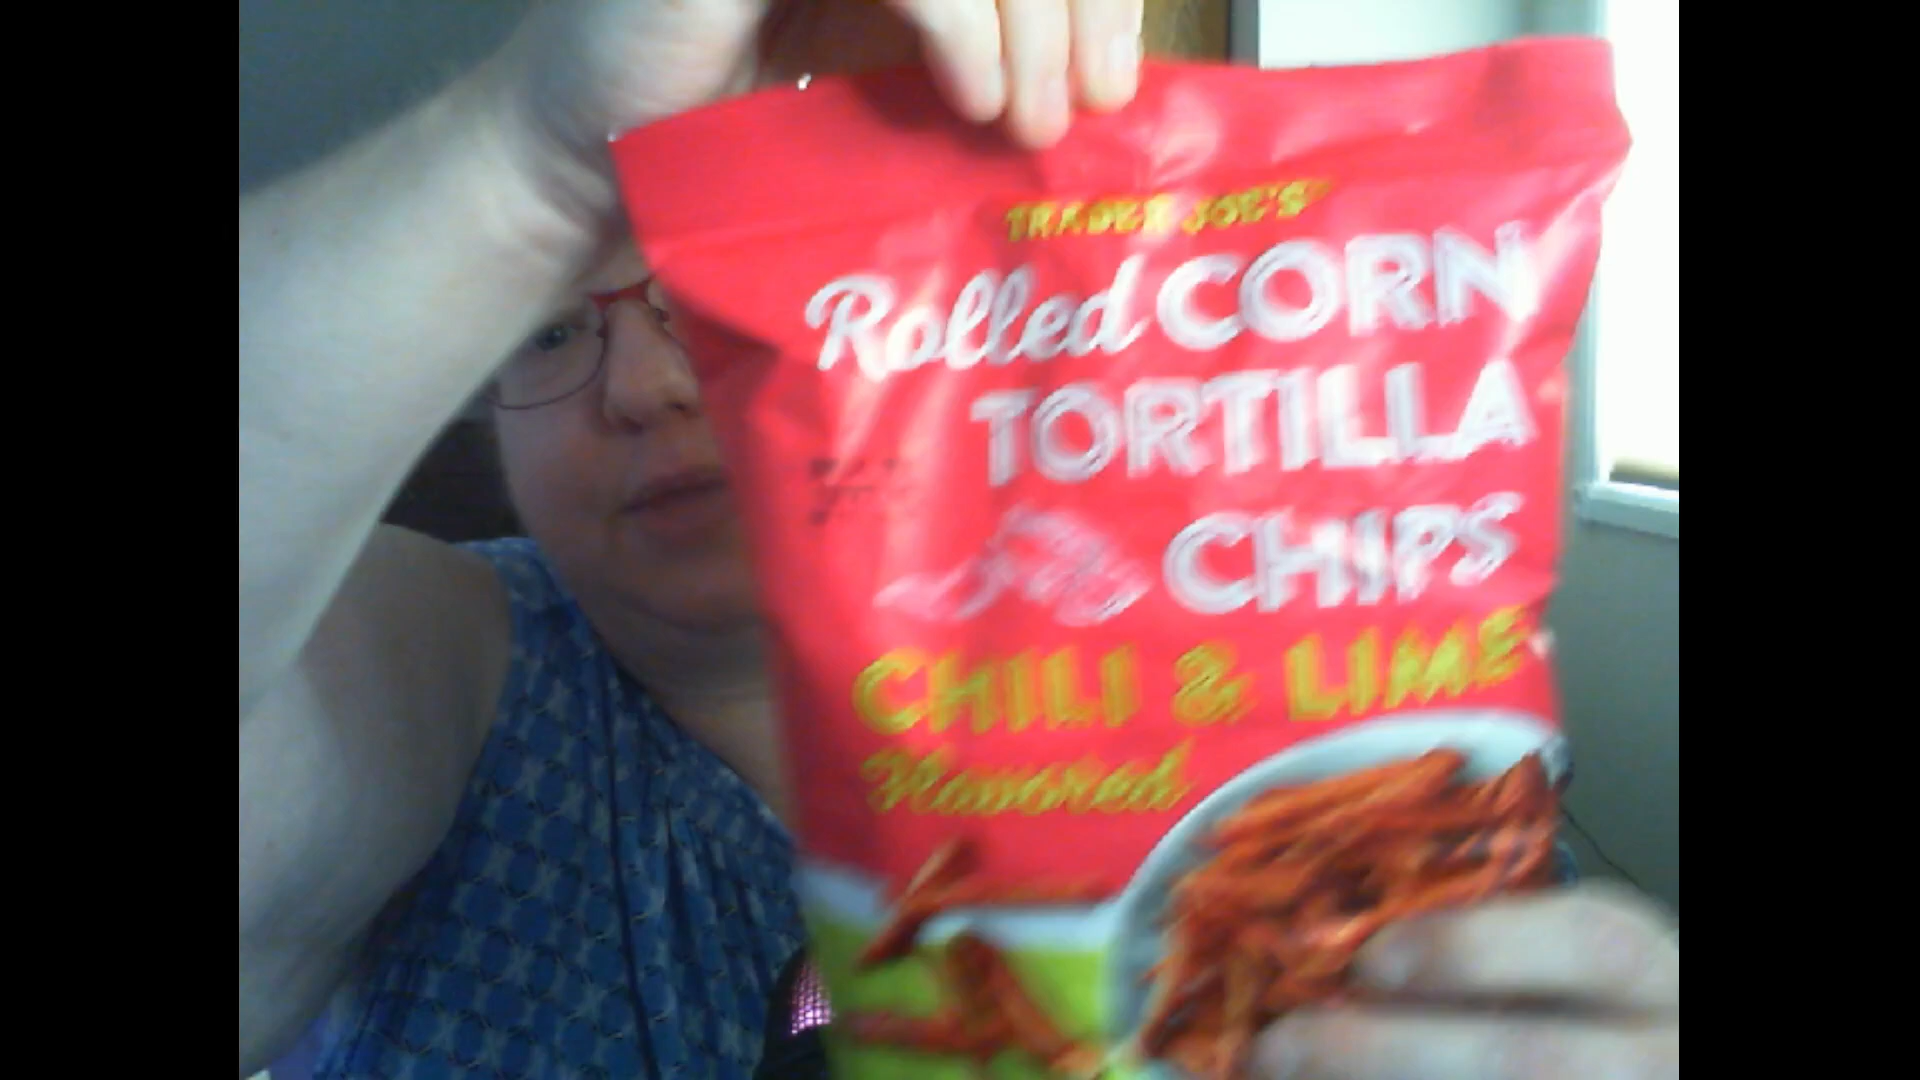 TRADER JOE'S
Rolled CORN
TORTILLA
CHIPS
CHILI & LIME
Flavored